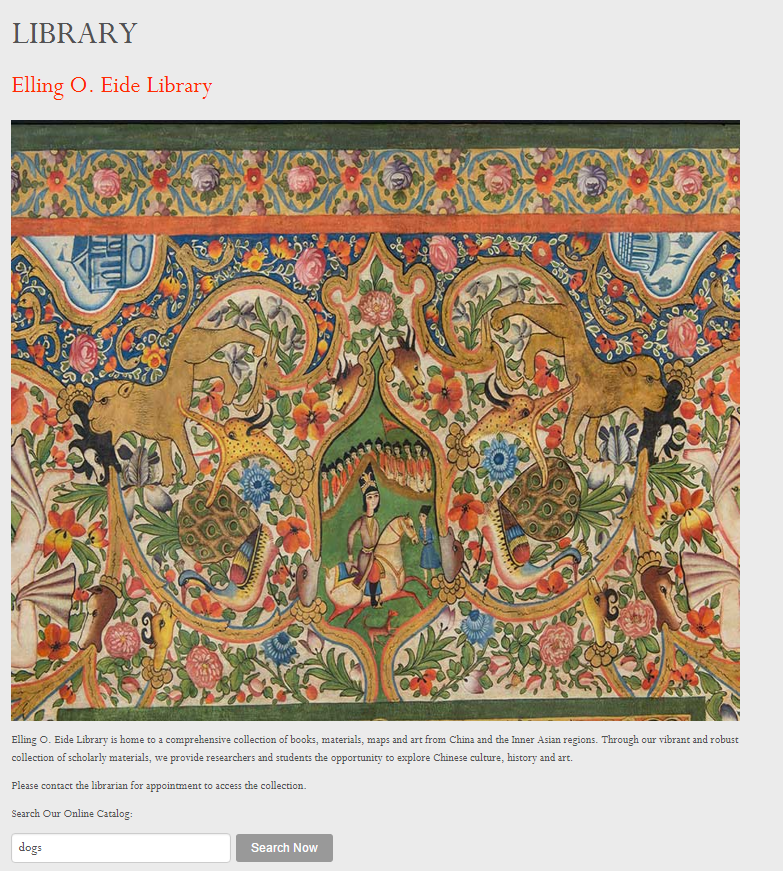 LIBRARY
Elling O. Eide Library
Elling O. Eide Library is home to a comprehensive collection of books, materials, maps and art from China and the Inner Asian regions. Through our vibrant and robust
collection of scholarly materials, we provide researchers and students the opportunity to explore Chinese culture, history and art.
Please contact the librarian for appointment to access the collection.
Search Our Online Catalog:
dogs
Search Now